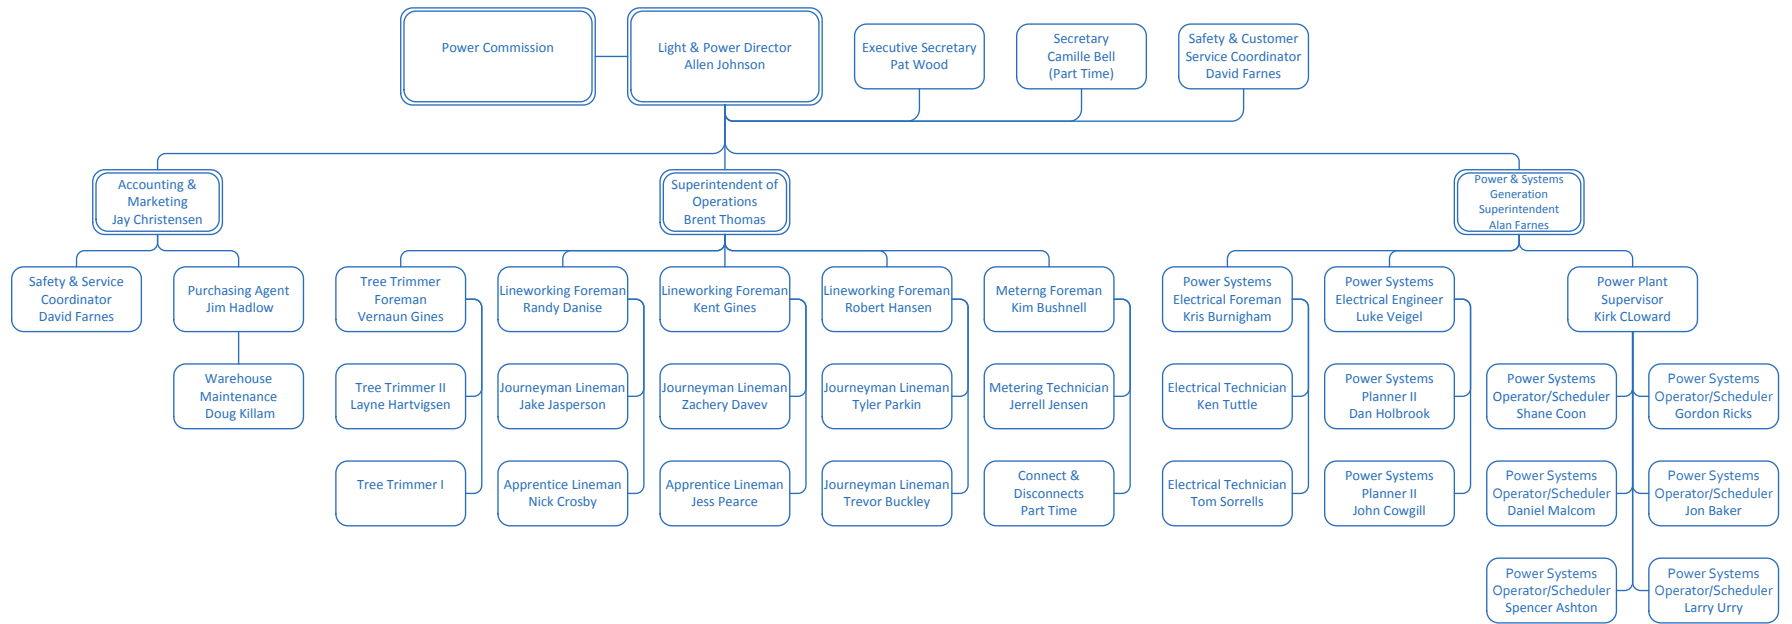 Power Commission
Light & Power Director
Allen Johnson
Executive Secretary
Pat Wood
Secretary
Camille Bell
(Part Time)
Safety & Customer
Service Coordinator
David Farnes
Accounting &
Marketing
Jay Christensen
Superintendent of
Operations
Brent Thomas
Power & Systems
Generation
Superintendent
Alan Farnes
Safety & Service
Coordinator
David Farnes
Purchasing Agent
Jim Hadlow
Tree Trimmer
Foreman
Vernaun Gines
Lineworking Foreman
Randy Danise
Lineworking Foreman
Kent Gines
Lineworking Foreman
Robert Hansen
Meterng Foreman
Kim Bushnell
Power Systems
Electrical Foreman
Kris Burnigham
Power Systems
Electrical Engineer
Luke Veigel
Power Plant
Supervisor
Kirk CLoward
Warehouse
Maintenance
Doug Killam
Tree Trimmer II
Layne Hartvigsen
Journeyman Lineman
Jake Jasperson
Journeyman Lineman
Zachery Davev
Journeyman Lineman
Tyler Parkin
Metering Technician
Jerrell Jensen
Electrical Technician
Ken Tuttle
Power Systems
Planner II
Dan Holbrook
Power Systems
Operator/Scheduler
Shane Coon
Power Systems
Operator/Scheduler
Gordon Ricks
Tree Trimmer I
Apprentice Lineman
Nick Crosby
Apprentice Lineman
Jess Pearce
Journeyman Lineman
Trevor Buckley
Connect &
Disconnects
Part Time
Electrical Technician
Tom Sorrells
Power Systems
Planner II
John Cowgill
Power Systems
Operator/Scheduler
Daniel Malcom
Power Systems
Operator/Scheduler
Jon Baker
Power Systems
Operator/Scheduler
Spencer Ashton
Power Systems
Operator/Scheduler
Larry Urry